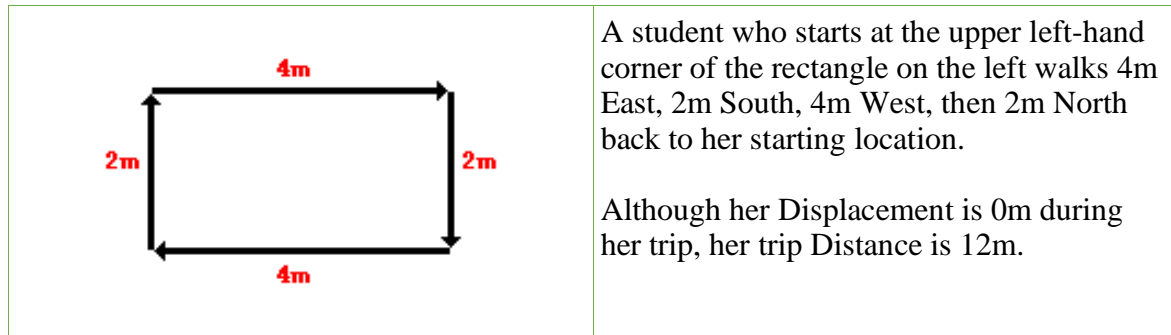 4m
2m
2m
4m
A student who starts at the upper left-hand
corner of the rectangle on the left walks 4m
East, 2m South, 4m West, then 2m North
back to her starting location.
Although her Displacement is 0m during
her trip, her trip Distance is 12m.